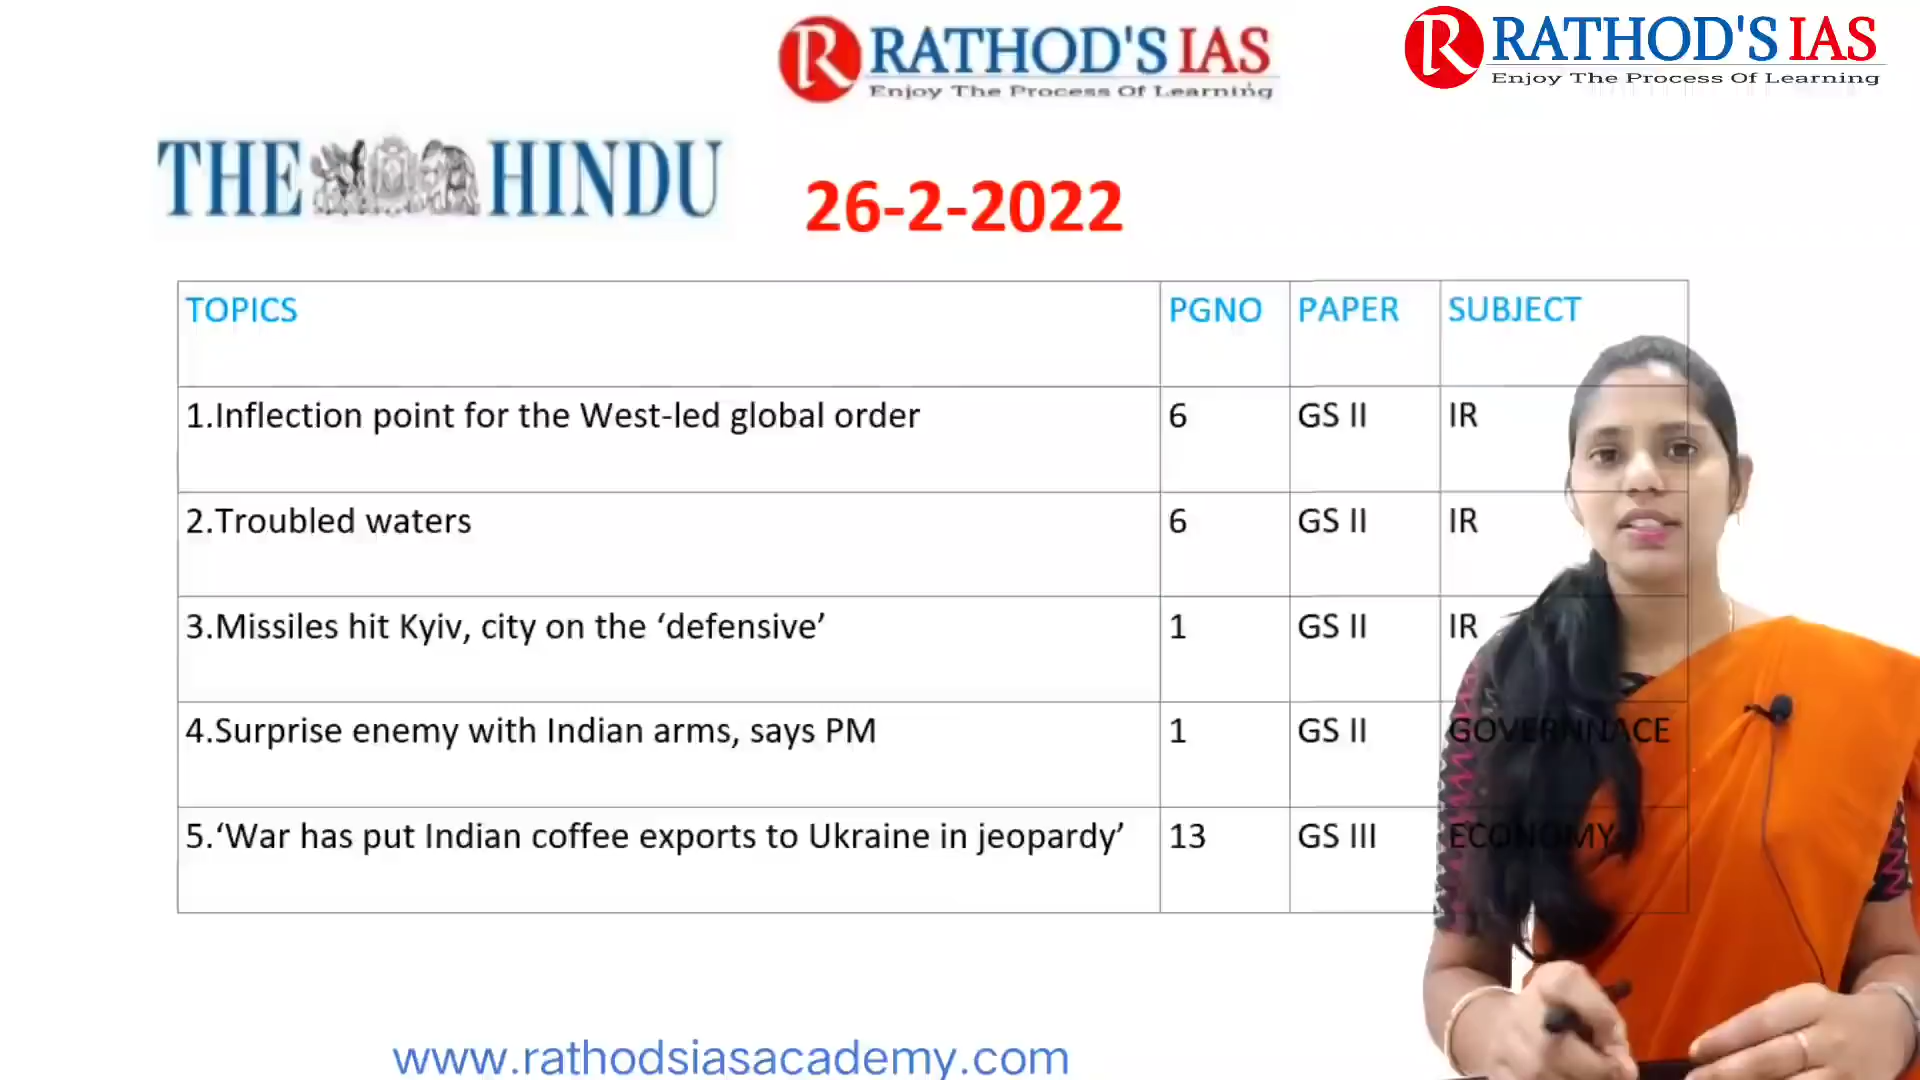 RATHOD'S IAS
Enjoy The Process Of Learning
RATHOD'S IAS
Enjoy The Process Of Learning
THE HINDU
26-2-2022
TOPICS PGNO PAPER SUBJECT
1.Inflection point for the West-led global order 6 GS II IR
2.Troubled waters 6 GS II IR
3.Missiles hit Kyiv, city on the ‘defensive’ 1 GS II IR
4.Surprise enemy with Indian arms, says PM 1 GS II GOVERNNACE
5.‘War has put Indian coffee exports to Ukraine in jeopardy’ 13 GS III ECONOMY
www.rathodsiasacademy.com